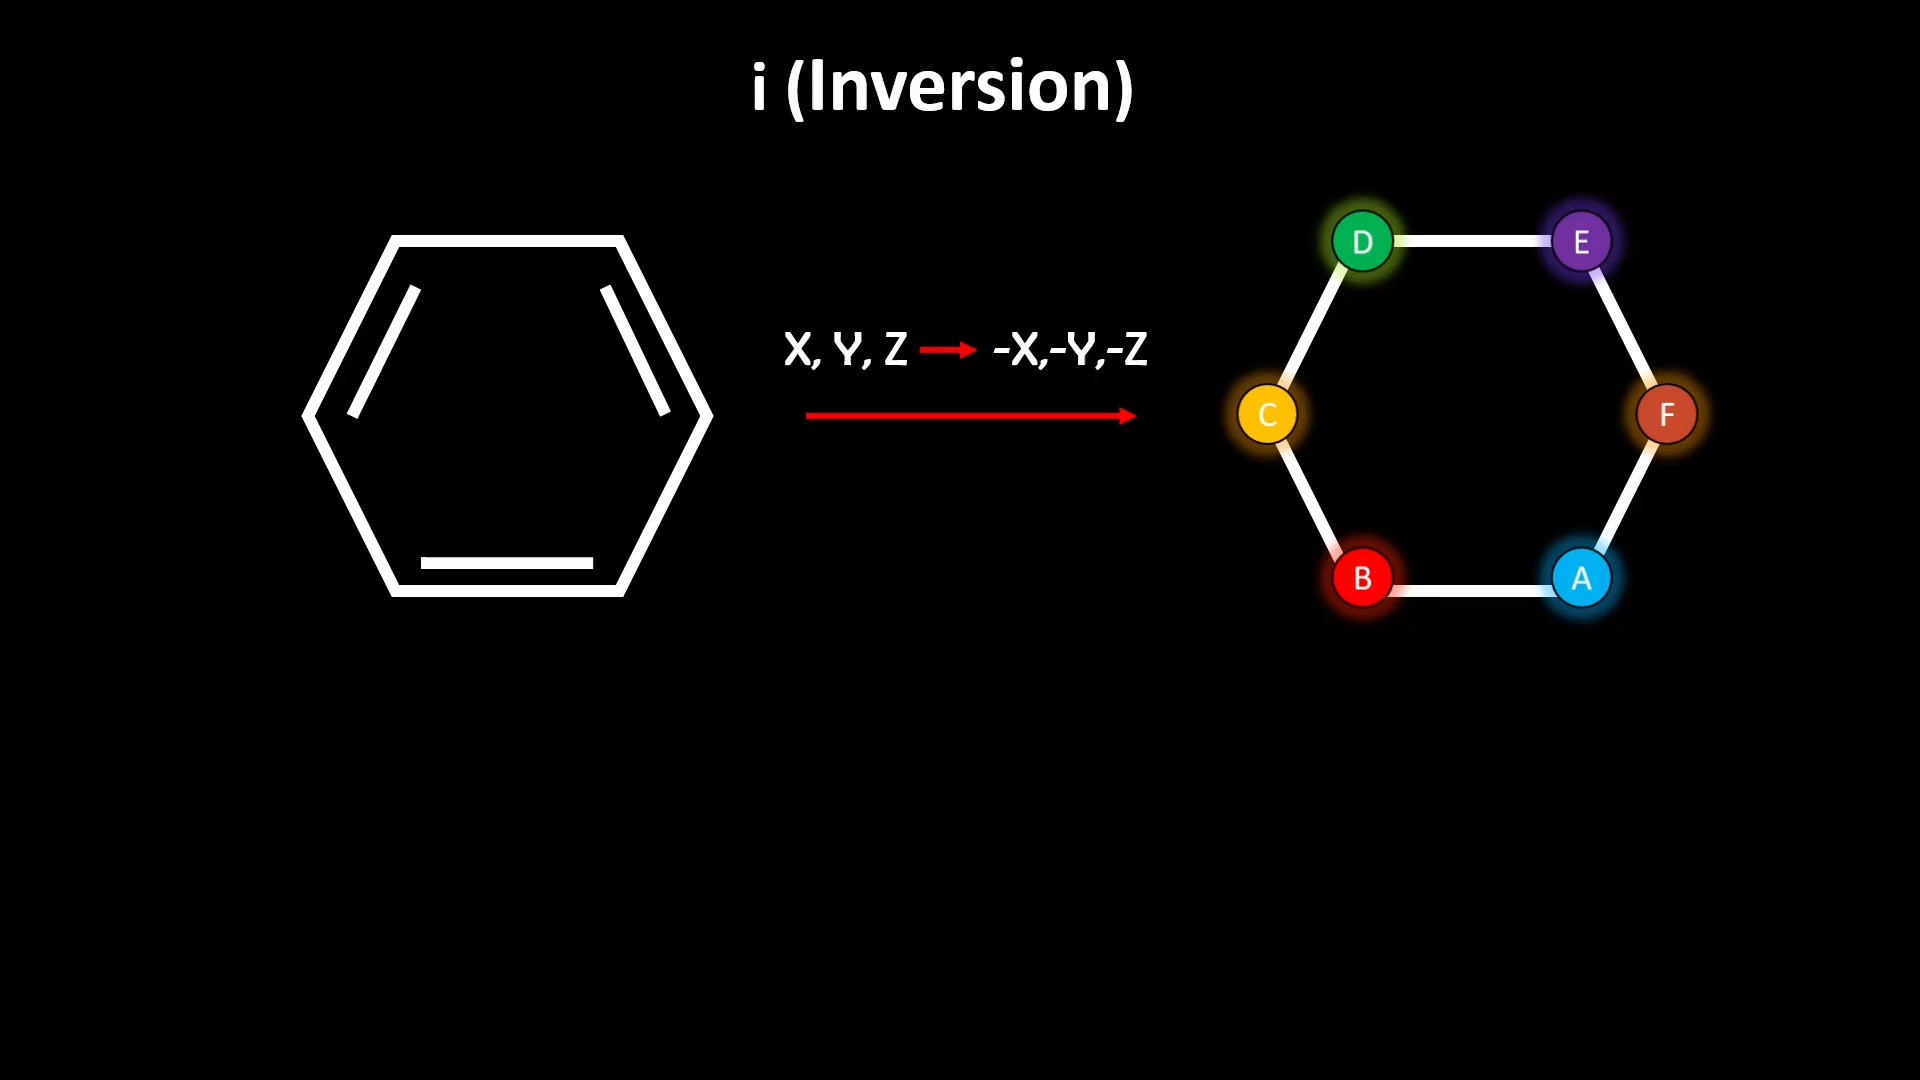 i (Inversion)
D
E
X, Y, Z -X,-Y,-Z
C
F
B
A